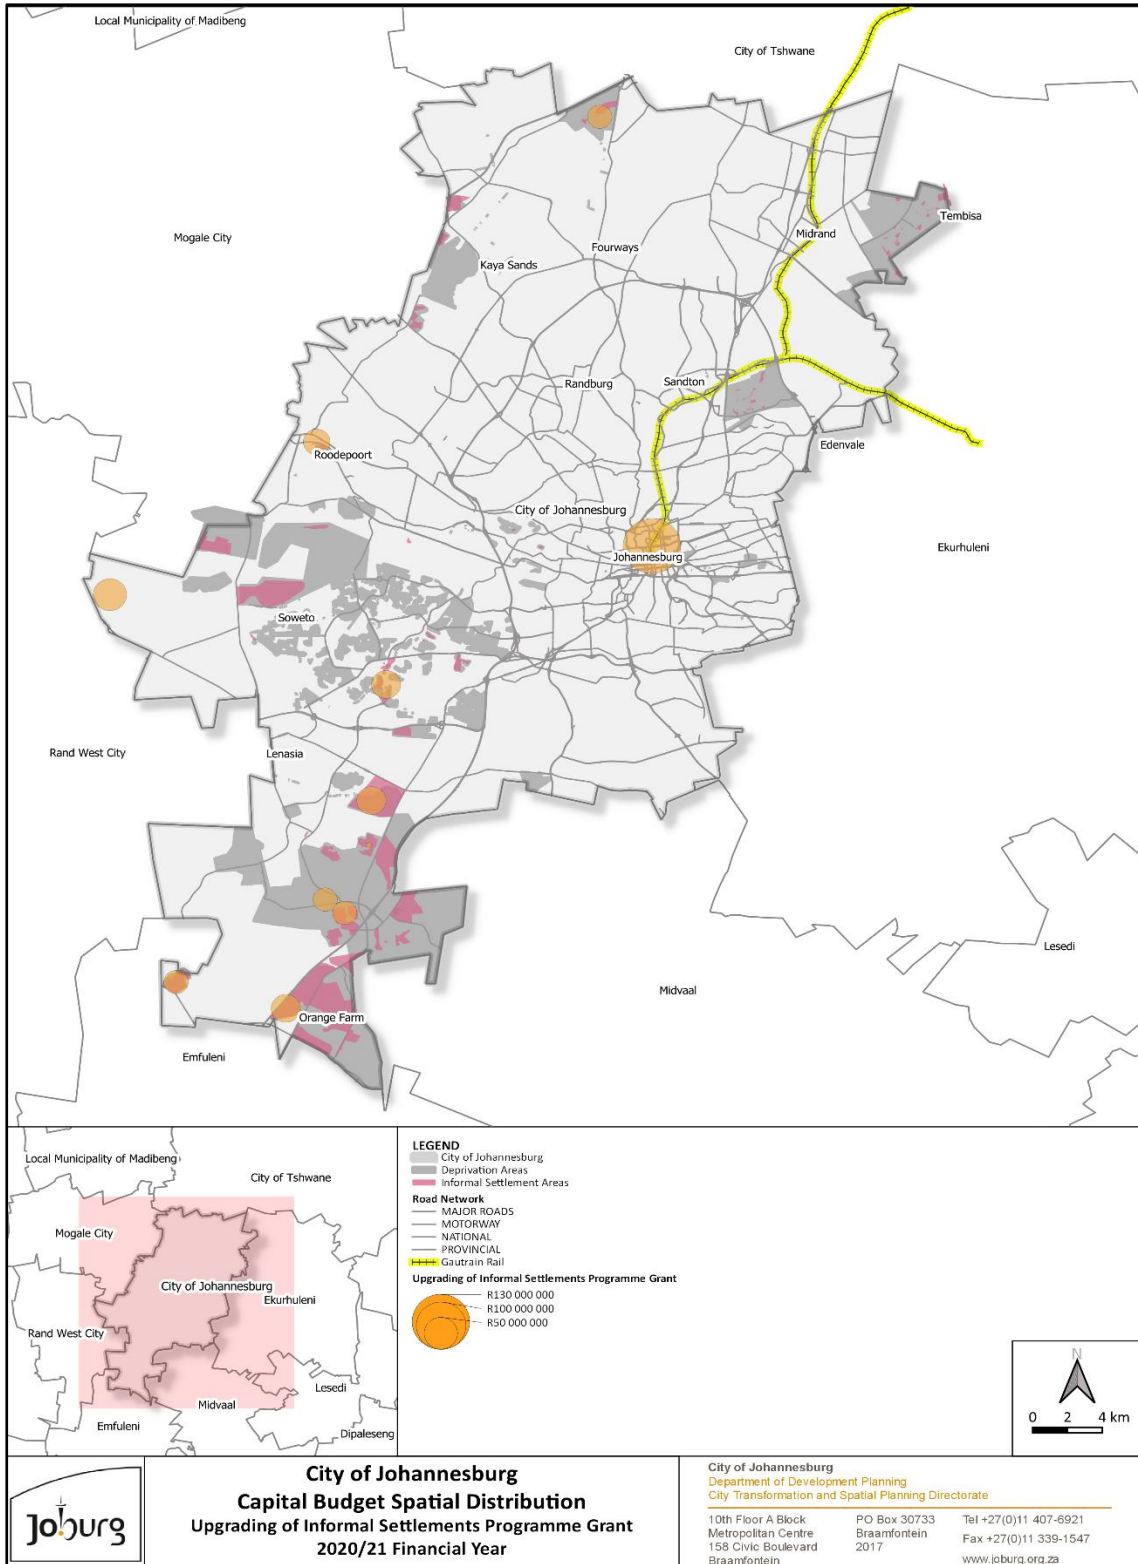 Local Municipality of Madibeng
City of Tshwane
Mogale City
Tembisa
Midrand
Fourways
Kaya Sands
Randburg
Sandton
Edenvale
Roodepoort
City of Johannesburg
Johannesburg
Ekurhuleni
Soweto
Rand West City
Lenasia
Lesedi
Midvaal
Orange Farm
Emfuleni
Local Municipality of Madibeng
City of Tshwane
Mogale City
City of Johannesburg
Ekurhuleni
Rand West City
Lesedi
Midvaal
Emfuleni
Dipaleseng
LEGEND
City of Johannesburg
Deprivation Areas
Informal Settlement Areas
Road Network
MAJOR ROADS
MOTORWAY
NATIONAL
PROVINCIAL
Gautrain Rail
Upgrading of Informal Settlements Programme Grant
R130 000 000
R100 000 000
R50 000 000
N
0 2 4 km
Joburg
City of Johannesburg
Capital Budget Spatial Distribution
Upgrading of Informal Settlements Programme Grant
2020/21 Financial Year
City of Johannesburg
Department of Development Planning
City Transformation and Spatial Planning Directorate
10th Floor A Block
Metropolitan Centre
158 Civic Boulevard
Braamfontein
PO Box 30733
Braamfontein
2017
Tel +27(0)11 407-6921
Fax +27(0)11 339-1547
www.joburg.org.za